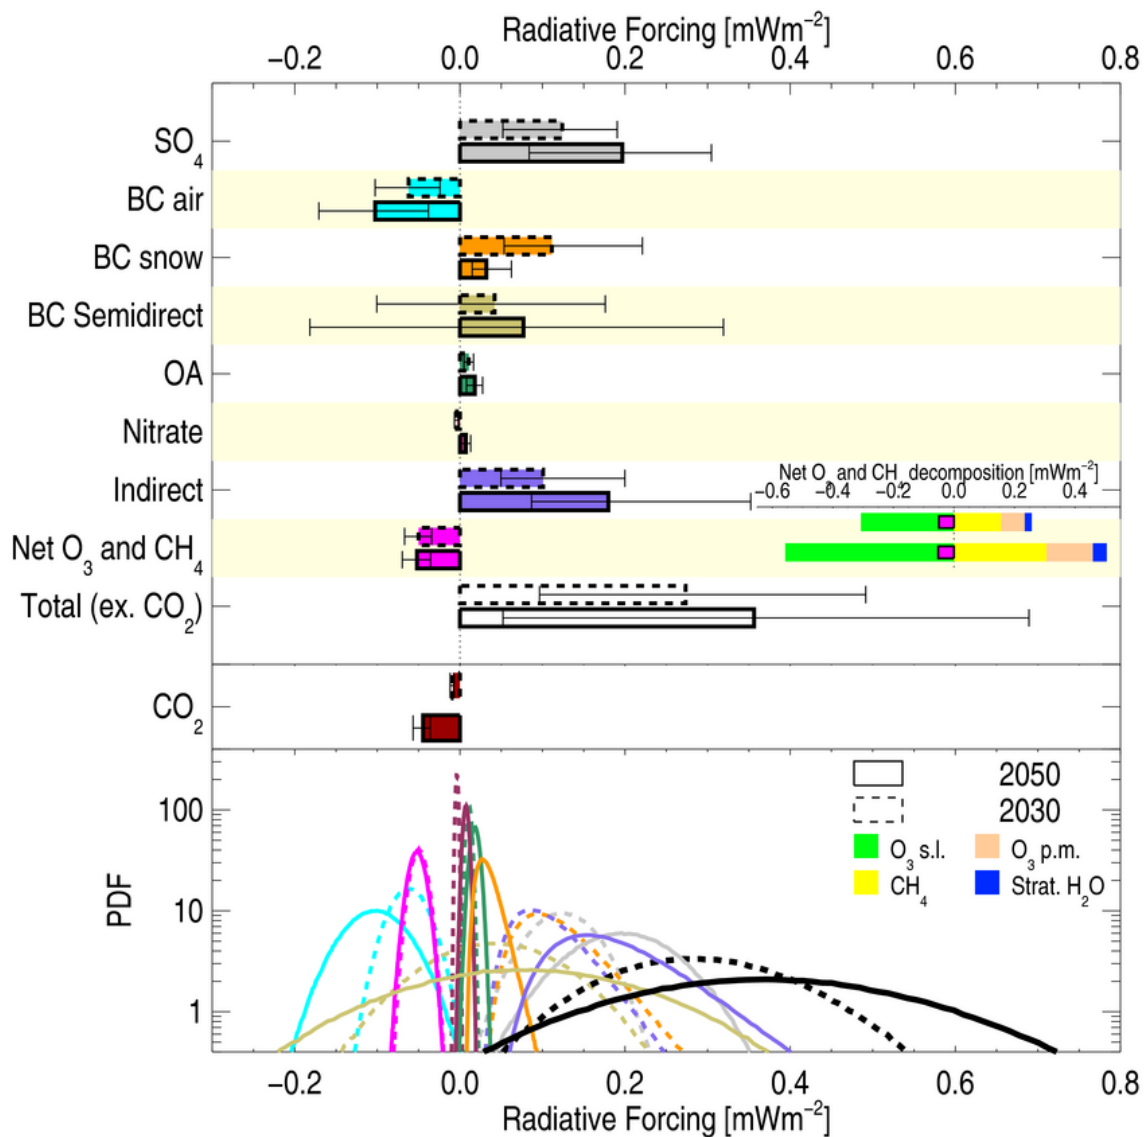 Radiative Forcing [mWm⁻²]
−0.2 0.0 0.2 0.4 0.6 0.8
SO₄
BC air
BC snow
BC Semidirect
OA
Nitrate
Indirect
Net O₃ and CH₄ decomposition [mWm⁻²]
−0.6 −0.4 −0.2 0.0 0.2 0.4
Net O₃ and CH₄
Total (ex. CO₂)
CO₂
2050
2030
O₃ s.l. O₃ p.m.
CH₄ Strat. H₂O
PDF
100
10
1
−0.2 0.0 0.2 0.4 0.6 0.8
Radiative Forcing [mWm⁻²]